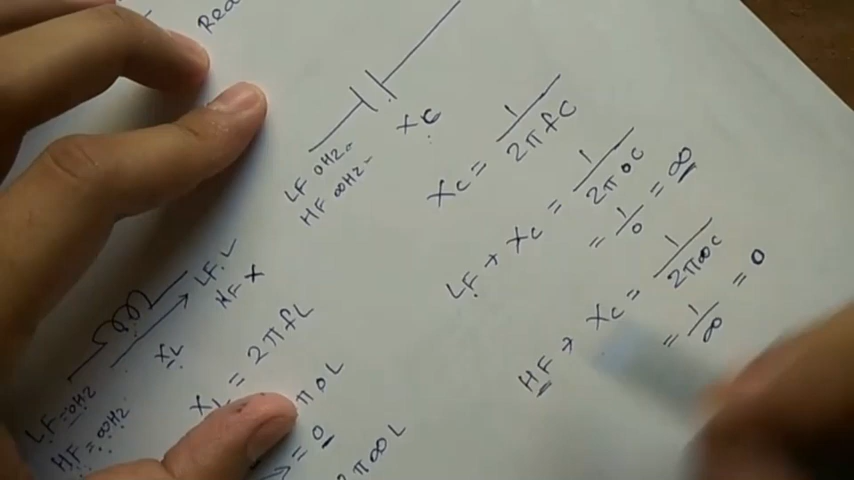 LF 0HZ-
HF ∞HZ-
XC
XC = 1/2πfC
LF → XC = 1/2π0C
= 1/0 = ∞
HF → XC = 1/2π∞C
= 1/∞ = 0
LF ✓
HF X
XL
LF = 0HZ
HF = ∞HZ
XL = 2πfL
π0L
= 0
2π∞L